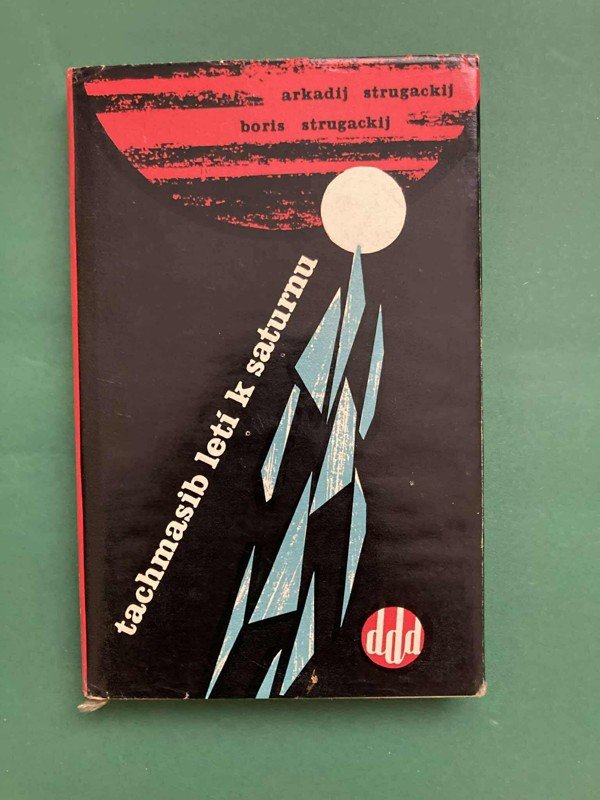 arkadij strugackij
boris strugackij
tachmasib letí k saturnu
ddd